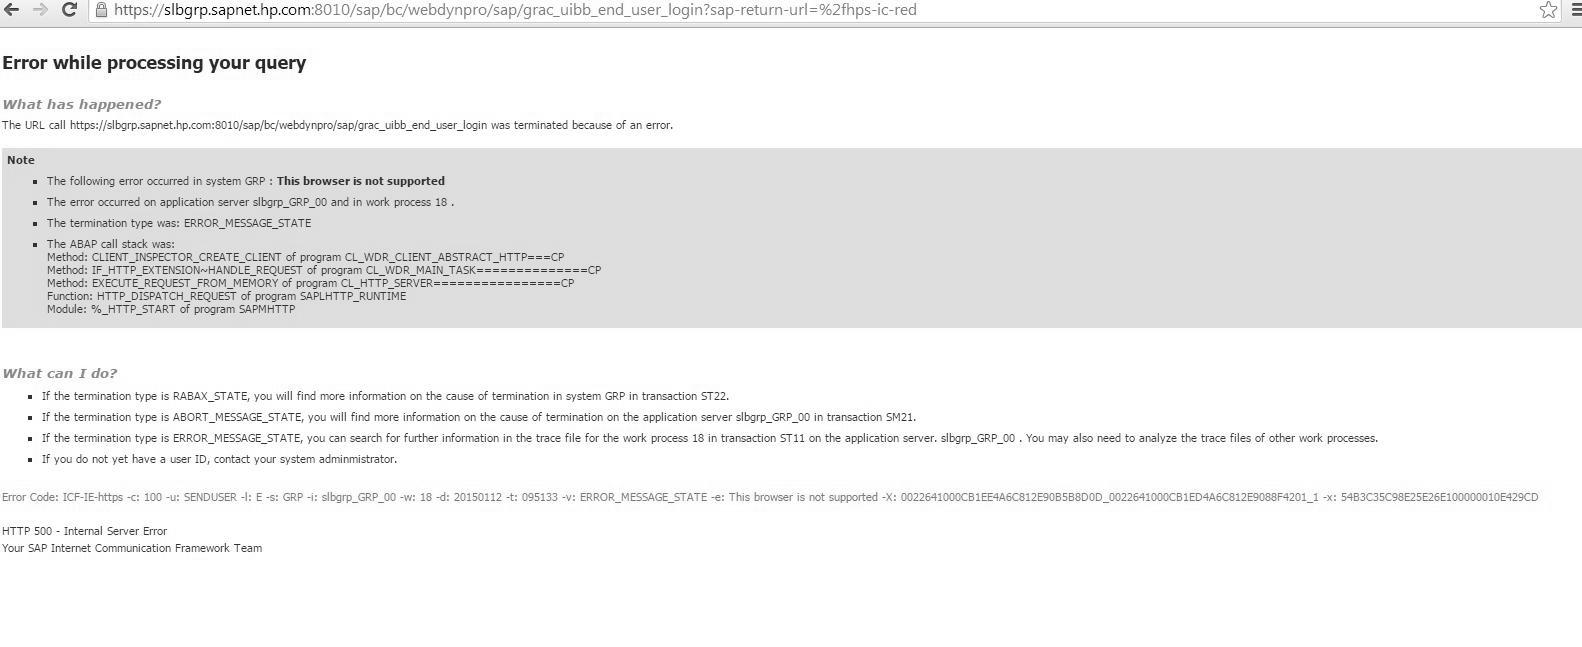 https://slbgrp.sapnet.hp.com:8010/sap/bc/webdynpro/sap/grac_uibb_end_user_login?sap-return-url=%2fhps-ic-red
Error while processing your query
What has happened?
The URL call https://slbgrp.sapnet.hp.com:8010/sap/bc/webdynpro/sap/grac_uibb_end_user_login was terminated because of an error.
Note
The following error occurred in system GRP : This browser is not supported
The error occurred on application server slbgrp_GRP_00 and in work process 18 .
The termination type was: ERROR_MESSAGE_STATE
The ABAP call stack was:
Method: CLIENT_INSPECTOR_CREATE_CLIENT of program CL_WDR_CLIENT_ABSTRACT_HTTP===CP
Method: IF_HTTP_EXTENSION~HANDLE_REQUEST of program CL_WDR_MAIN_TASK==============CP
Method: EXECUTE_REQUEST_FROM_MEMORY of program CL_HTTP_SERVER================CP
Function: HTTP_DISPATCH_REQUEST of program SAPLHTTP_RUNTIME
Module: %_HTTP_START of program SAPMHTTP
What can I do?
If the termination type is RABAX_STATE, you will find more information on the cause of termination in system GRP in transaction ST22.
If the termination type is ABORT_MESSAGE_STATE, you will find more information on the cause of termination on the application server slbgrp_GRP_00 in transaction SM21.
If the termination type is ERROR_MESSAGE_STATE, you can search for further information in the trace file for the work process 18 in transaction ST11 on the application server. slbgrp_GRP_00 . You may also need to analyze the trace files of other work processes.
If you do not yet have a user ID, contact your system adminmistrator.
Error Code: ICF-IE-https -c: 100 -u: SENDUSER -l: E -s: GRP -i: slbgrp_GRP_00 -w: 18 -d: 20150112 -t: 095133 -v: ERROR_MESSAGE_STATE -e: This browser is not supported -X: 0022641000CB1EE4A6C812E90B5B8D0D_0022641000CB1ED4A6C812E9088F4201_1 -x: 54B3C35C98E25E26E100000010E429CD
HTTP 500 - Internal Server Error
Your SAP Internet Communication Framework Team